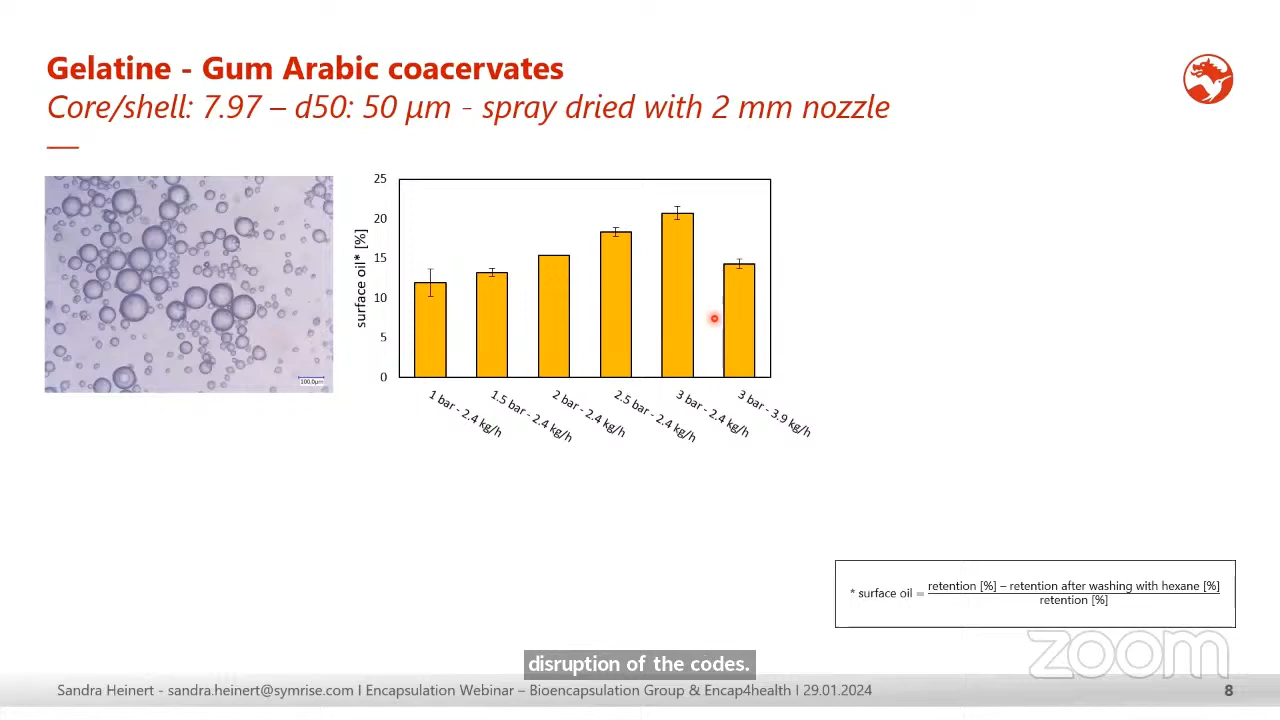 Gelatine - Gum Arabic coacervates
Core/shell: 7.97 – d50: 50 µm - spray dried with 2 mm nozzle
100.0µm
surface oil* [%]
25
20
15
10
5
0
1 bar - 2.4 kg/h
1.5 bar - 2.4 kg/h
2 bar - 2.4 kg/h
2.5 bar - 2.4 kg/h
3 bar - 2.4 kg/h
3 bar - 3.9 kg/h
* surface oil = retention [%] – retention after washing with hexane [%]
retention [%]
zoom
disruption of the codes.
Sandra Heinert - sandra.heinert@symrise.com I Encapsulation Webinar – Bioencapsulation Group & Encap4health I 29.01.2024
8